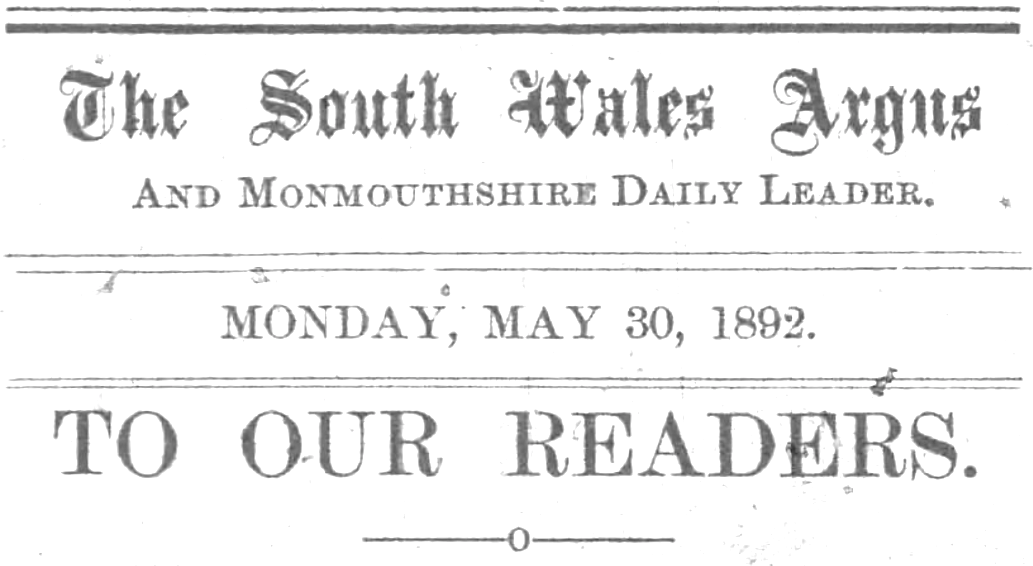 The South Wales Argus
AND MONMOUTHSHIRE DAILY LEADER.
MONDAY, MAY 30, 1892.
TO OUR READERS.
O